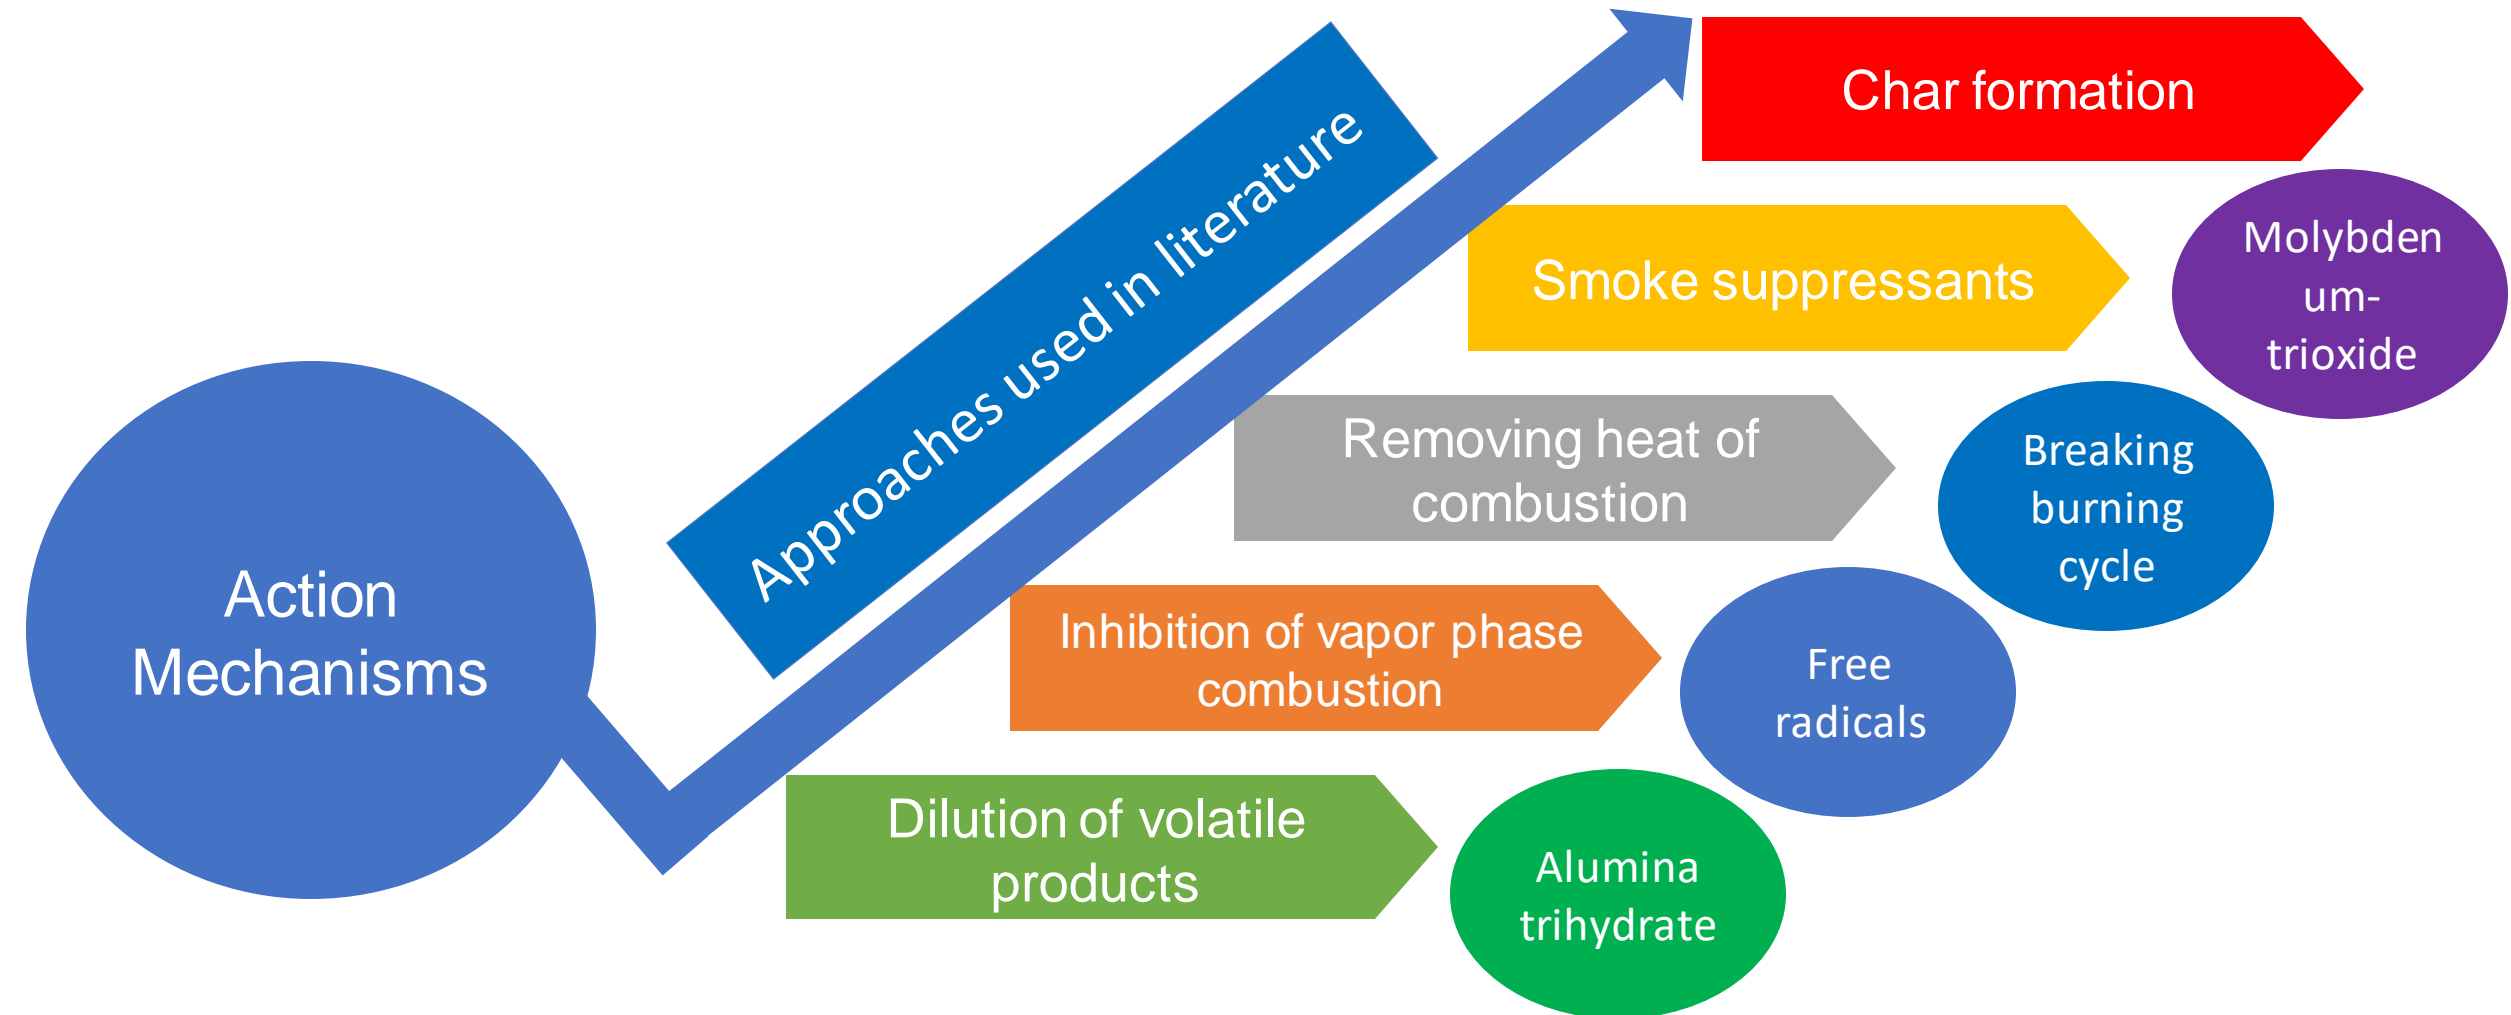 Action
Mechanisms
Approaches used in literature
Char formation
Smoke suppressants
Molybden
um-
trioxide
Removing heat of
combustion
Breaking
burning
cycle
Inhibition of vapor phase
combustion
Free
radicals
Dilution of volatile
products
Alumina
trihydrate